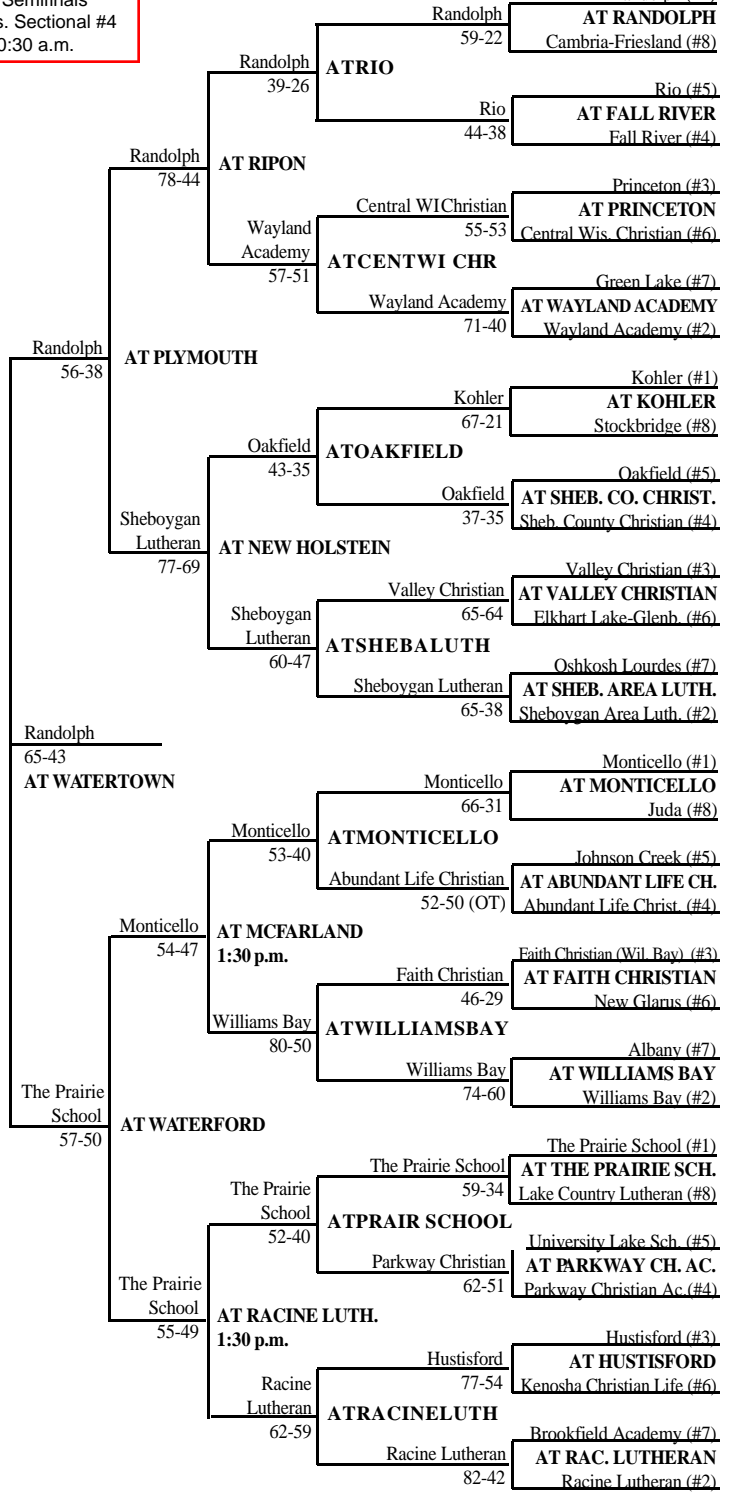 Semifinals
s. Sectional #4
0:30 a.m.
Randolph
59-22
AT RANDOLPH
Cambria-Friesland (#8)
Randolph
39-26
ATRIO
Rio (#5)
Rio
44-38
AT FALL RIVER
Fall River (#4)
Randolph
78-44
AT RIPON
Princeton (#3)
Central WIChristian
55-53
AT PRINCETON
Central Wis. Christian (#6)
Wayland
Academy
57-51
ATCENTWI CHR
Green Lake (#7)
Wayland Academy
71-40
AT WAYLAND ACADEMY
Wayland Academy (#2)
Randolph
56-38
AT PLYMOUTH
Kohler (#1)
Kohler
67-21
AT KOHLER
Stockbridge (#8)
Oakfield
43-35
ATOAKFIELD
Oakfield (#5)
Oakfield
37-35
AT SHEB. CO. CHRIST.
Sheb. County Christian (#4)
Sheboygan
Lutheran
77-69
AT NEW HOLSTEIN
Valley Christian (#3)
Valley Christian
65-64
AT VALLEY CHRISTIAN
Elkhart Lake-Glenb. (#6)
Sheboygan
Lutheran
60-47
ATSHEBALUTH
Oshkosh Lourdes (#7)
Sheboygan Lutheran
65-38
AT SHEB. AREA LUTH.
Sheboygan Area Luth. (#2)
Randolph
65-43
AT WATERTOWN
Monticello (#1)
Monticello
66-31
AT MONTICELLO
Juda (#8)
Monticello
53-40
ATMONTICELLO
Johnson Creek (#5)
Abundant Life Christian
52-50 (OT)
AT ABUNDANT LIFE CH.
Abundant Life Christ. (#4)
Monticello
54-47
AT MCFARLAND
1:30 p.m.
Faith Christian (Wil. Bay) (#3)
Faith Christian
46-29
AT FAITH CHRISTIAN
New Glarus (#6)
Williams Bay
80-50
ATWILLIAMSBAY
Albany (#7)
Williams Bay
74-60
AT WILLIAMS BAY
Williams Bay (#2)
The Prairie
School
57-50
AT WATERFORD
The Prairie School (#1)
The Prairie School
59-34
AT THE PRAIRIE SCH.
Lake Country Lutheran (#8)
The Prairie
School
52-40
ATPRAIR SCHOOL
University Lake Sch. (#5)
Parkway Christian
62-51
AT PARKWAY CH. AC.
Parkway Christian Ac.(#4)
The Prairie
School
55-49
AT RACINE LUTH.
1:30 p.m.
Hustisford (#3)
Hustisford
77-54
AT HUSTISFORD
Kenosha Christian Life (#6)
Racine
Lutheran
62-59
ATRACINELUTH
Brookfield Academy (#7)
Racine Lutheran
82-42
AT RAC. LUTHERAN
Racine Lutheran (#2)